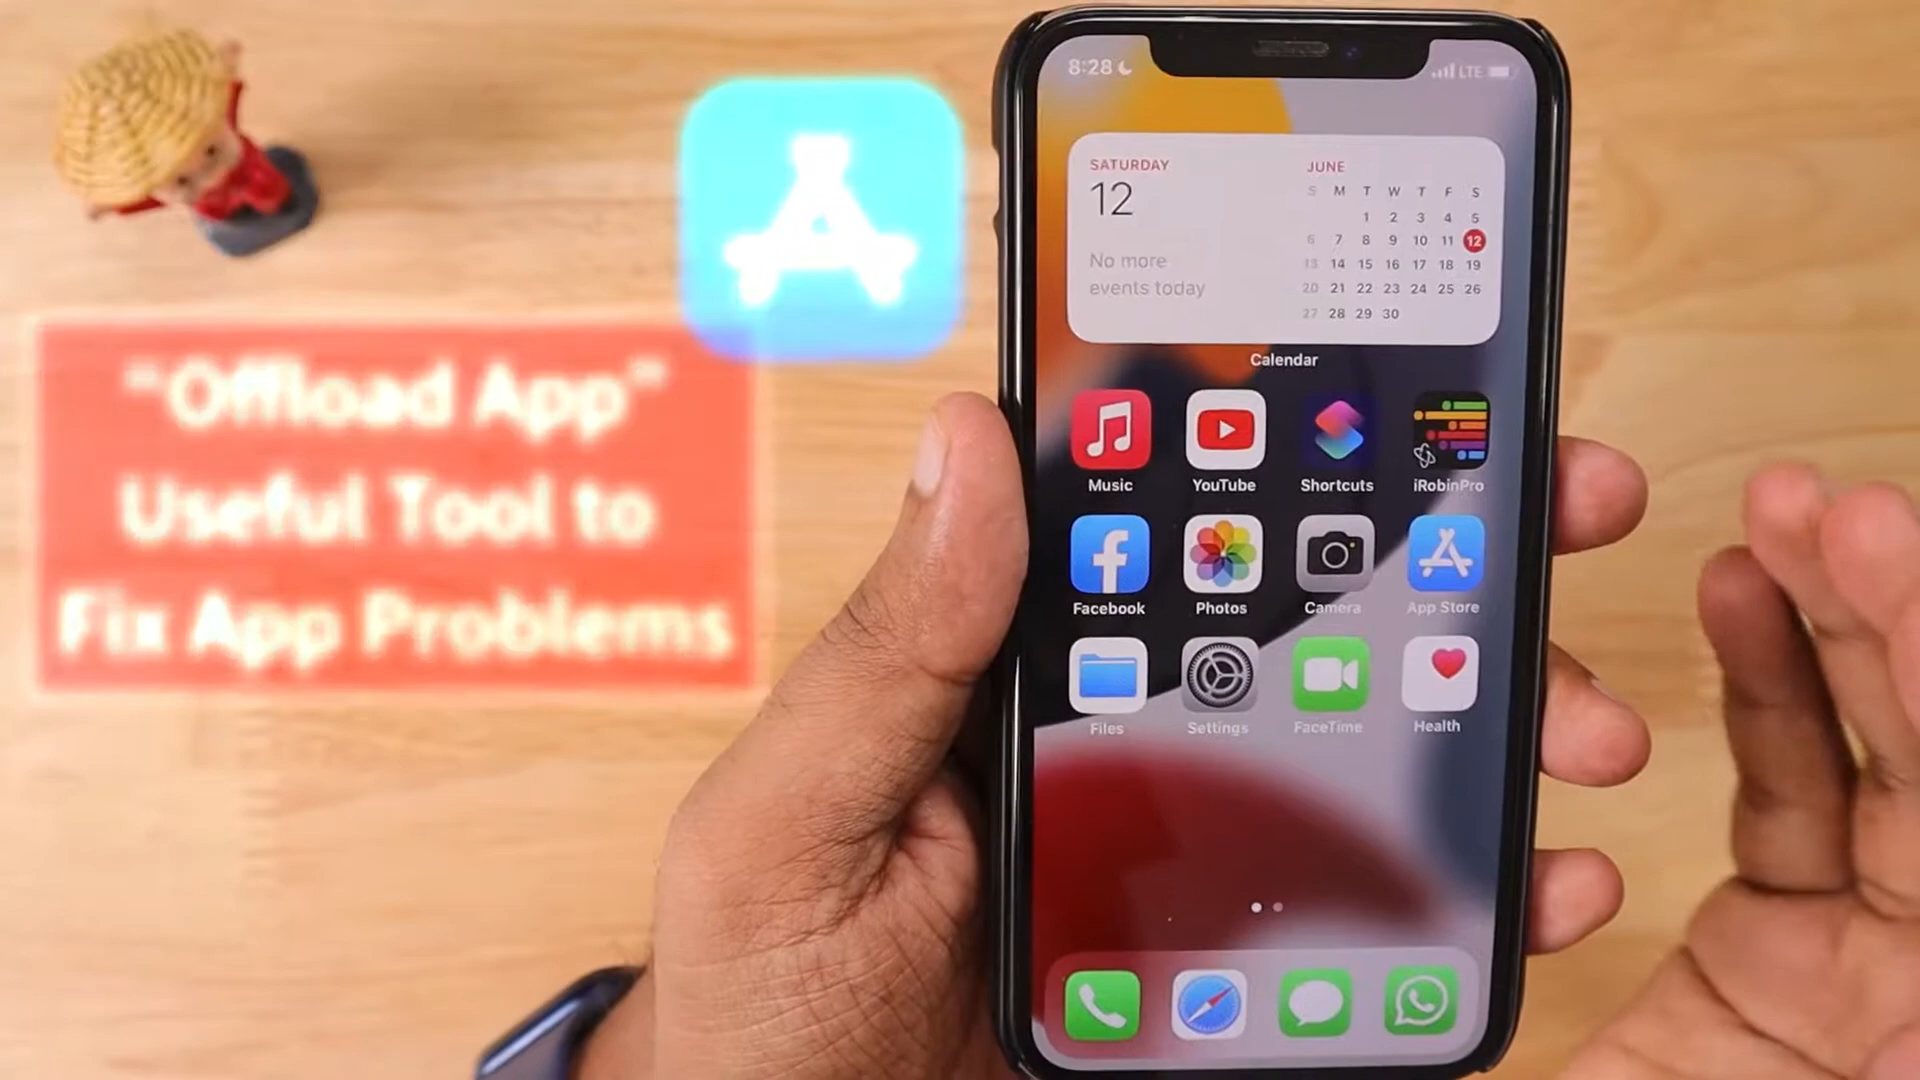 "Offload App"
Useful Tool to
Fix App Problems
8:28
LTE
SATURDAY
12
No more
events today
JUNE
S M T W T F S
1 2 3 4 5
6 7 8 9 10 11 12
13 14 15 16 17 18 19
20 21 22 23 24 25 26
27 28 29 30
Calendar
Music YouTube Shortcuts iRobinPro
Facebook Photos Camera App Store
Files Settings FaceTime Health